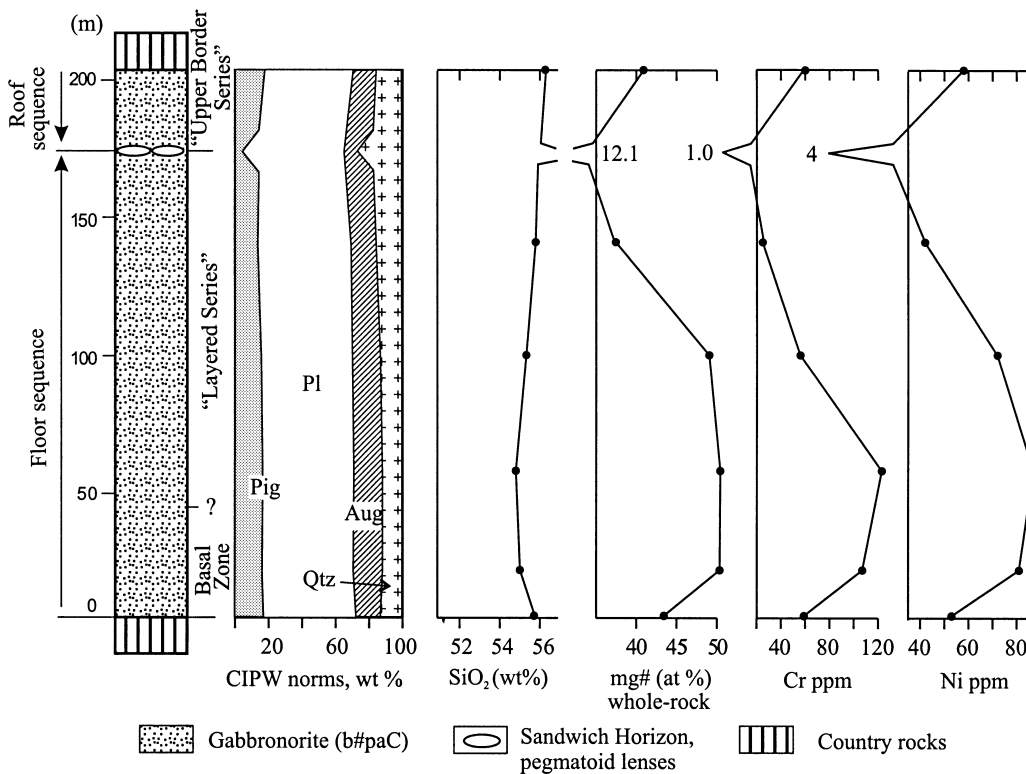 (m)
200
150
100
50
0
Roof
sequence
Floor sequence
“Upper Border
Series”
“Layered Series”
?
Basal
Zone
Pig
Pl
Aug
Qtz
12.1
1.0
4
0 20 60 100
52 54 56
40 45 50
20 40 80 120
40 60 80
CIPW norms, wt %
SiO₂(wt%)
mg# (at %)
whole-rock
Cr ppm
Ni ppm
Gabbronorite (b#paC)
Sandwich Horizon,
pegmatoid lenses
Country rocks